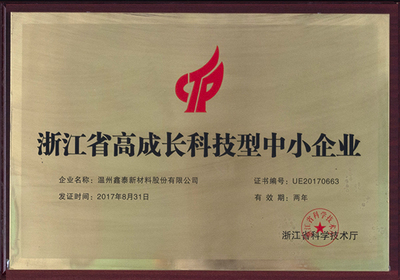 CTP
浙江省高成长科技型中小企业
企业名称：温州鑫泰新材料股份有限公司 证书编号：UE20170663
发证时间：2017年8月31日 有 效 期：两年
浙江省科学技术厅